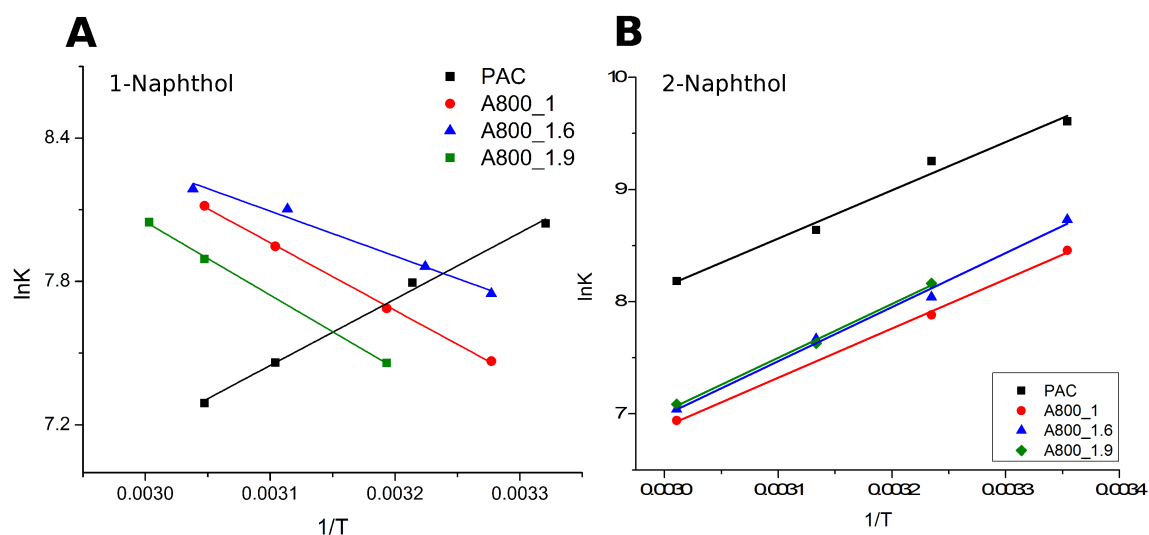 A
1-Naphthol
PAC
A800_1
A800_1.6
A800_1.9
8.4
7.8
7.2
lnK
0.0030
0.0031
0.0032
0.0033
1/T
B
2-Naphthol
10
9
8
7
lnK
PAC
A800_1
A800_1.6
A800_1.9
0.0030
0.0031
0.0032
0.0033
0.0034
1/T